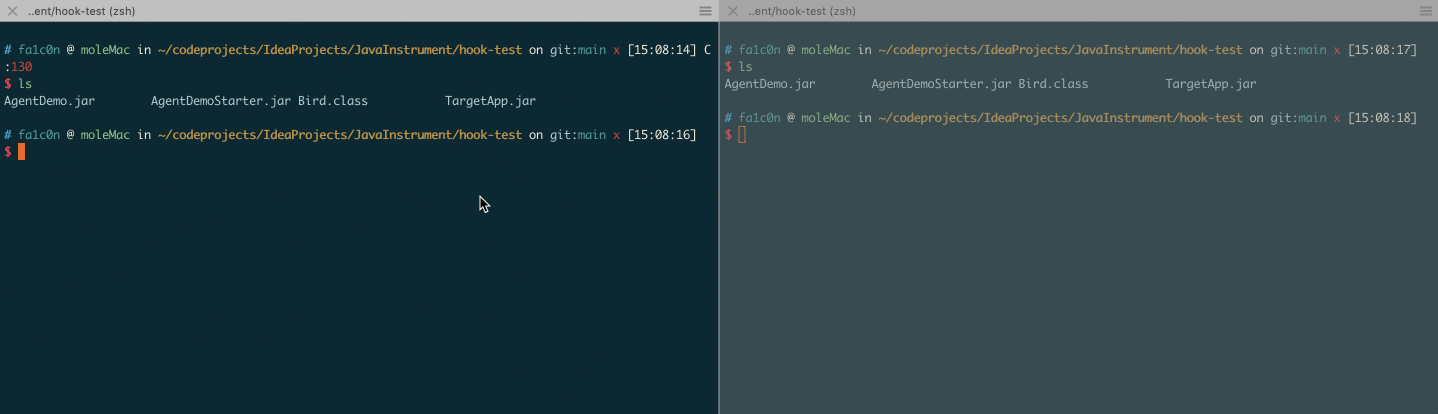 ..ent/hook-test (zsh)
# fa1c0n @ moleMac in ~/codeprojects/IdeaProjects/JavaInstrument/hook-test on git:main x [15:08:14] C
:130
$ ls
AgentDemo.jar AgentDemoStarter.jar Bird.class TargetApp.jar
# fa1c0n @ moleMac in ~/codeprojects/IdeaProjects/JavaInstrument/hook-test on git:main x [15:08:16]
$
..ent/hook-test (zsh)
# fa1c0n @ moleMac in ~/codeprojects/IdeaProjects/JavaInstrument/hook-test on git:main x [15:08:17]
$ ls
AgentDemo.jar AgentDemoStarter.jar Bird.class TargetApp.jar
# fa1c0n @ moleMac in ~/codeprojects/IdeaProjects/JavaInstrument/hook-test on git:main x [15:08:18]
$